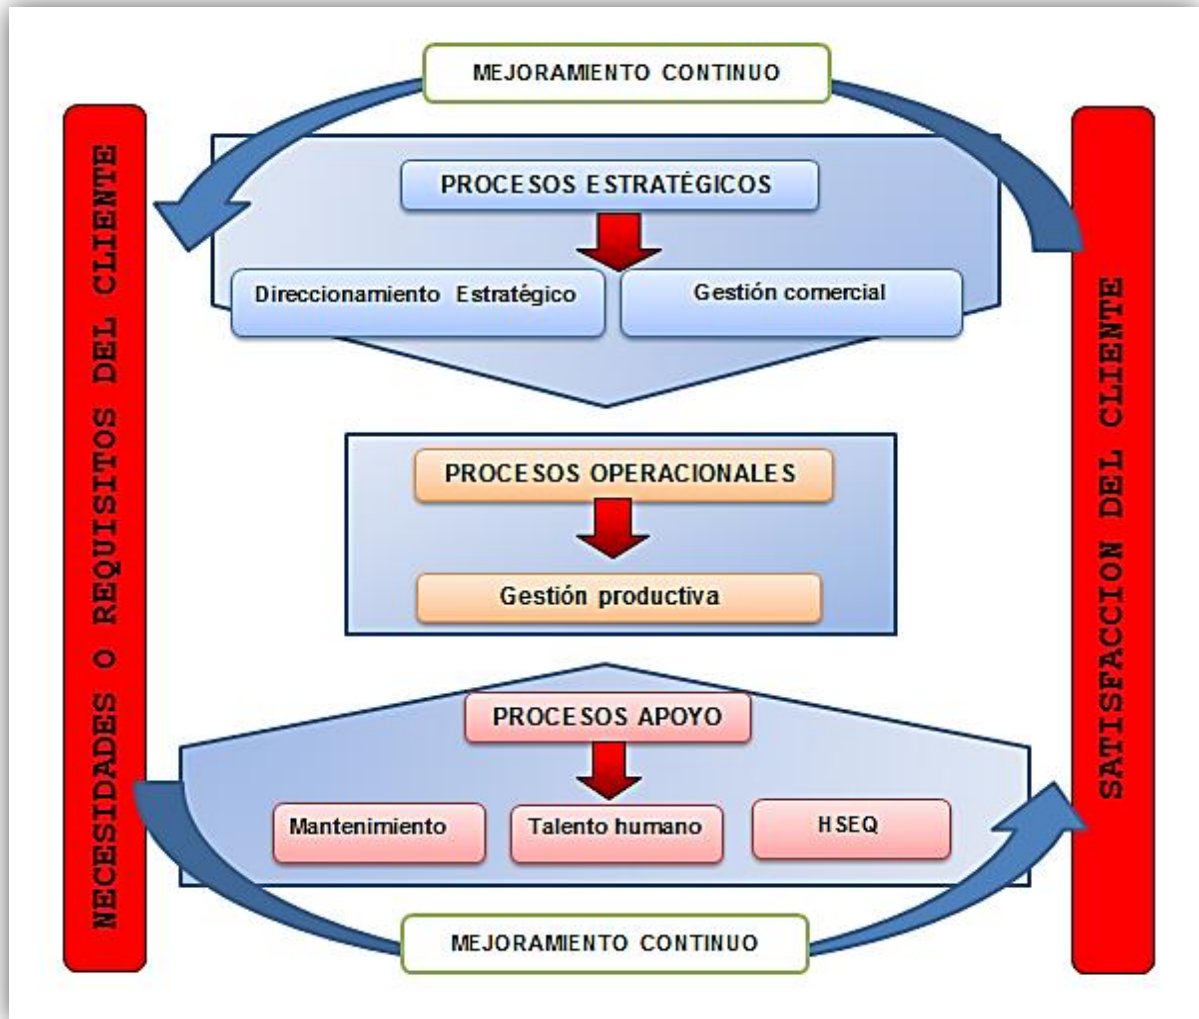 MEJORAMIENTO CONTINUO
NECESIDADES O REQUISITOS DEL CLIENTE
PROCESOS ESTRATÉGICOS
Direccionamiento Estratégico
Gestión comercial
PROCESOS OPERACIONALES
Gestión productiva
PROCESOS APOYO
Mantenimiento
Talento humano
HSEQ
SATISFACCION DEL CLIENTE
MEJORAMIENTO CONTINUO